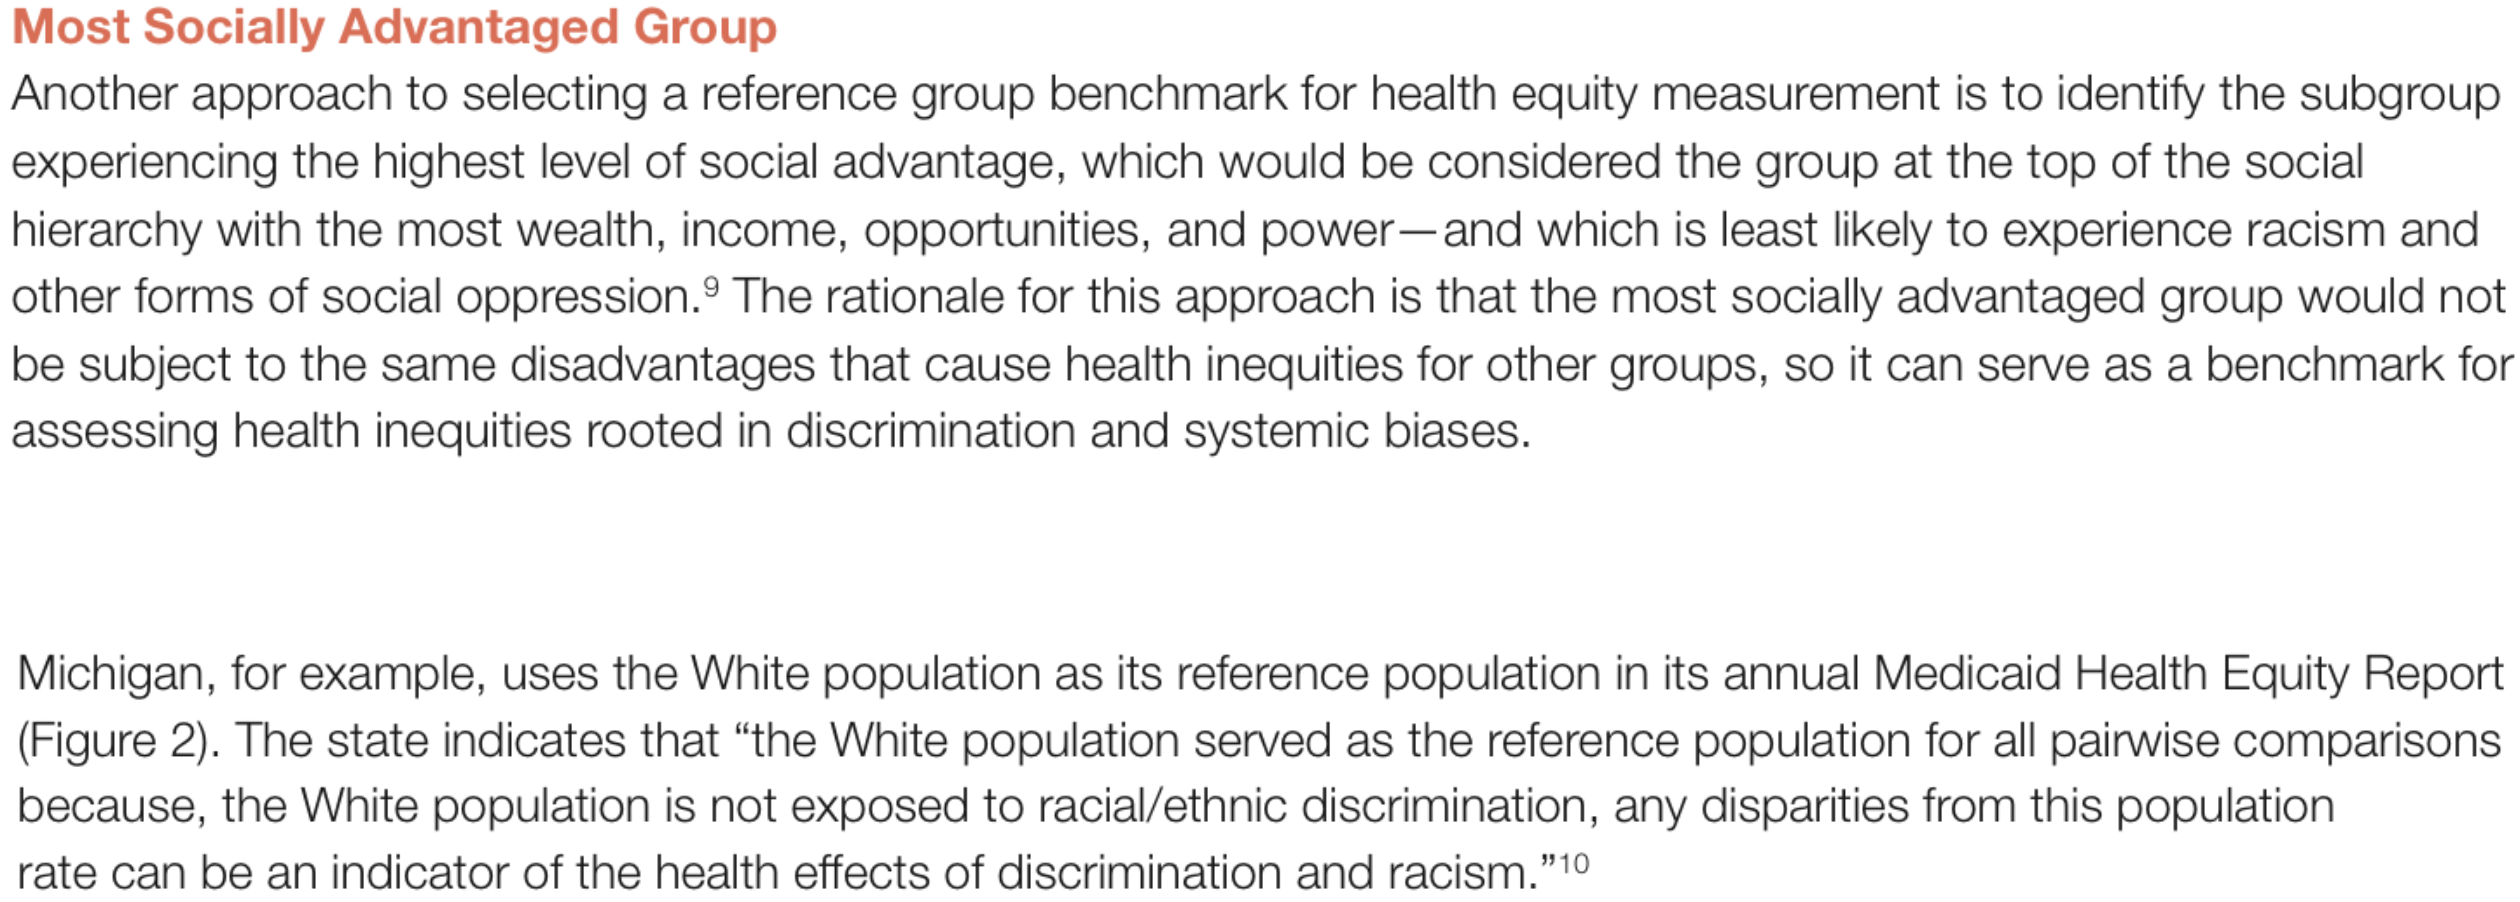 Most Socially Advantaged Group
Another approach to selecting a reference group benchmark for health equity measurement is to identify the subgroup
experiencing the highest level of social advantage, which would be considered the group at the top of the social
hierarchy with the most wealth, income, opportunities, and power—and which is least likely to experience racism and
other forms of social oppression.⁹ The rationale for this approach is that the most socially advantaged group would not
be subject to the same disadvantages that cause health inequities for other groups, so it can serve as a benchmark for
assessing health inequities rooted in discrimination and systemic biases.
Michigan, for example, uses the White population as its reference population in its annual Medicaid Health Equity Report
(Figure 2). The state indicates that “the White population served as the reference population for all pairwise comparisons
because, the White population is not exposed to racial/ethnic discrimination, any disparities from this population
rate can be an indicator of the health effects of discrimination and racism.”¹⁰